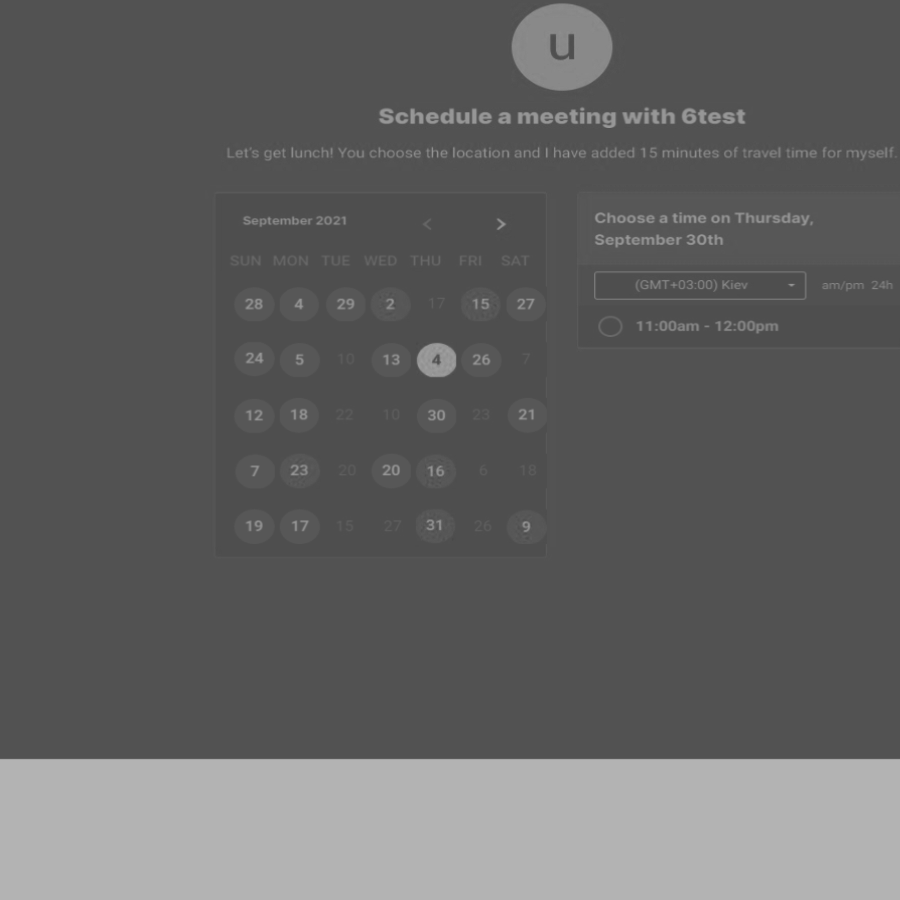 u
Schedule a meeting with 6test
Let's get lunch! You choose the location and I have added 15 minutes of travel time for myself.
September 2021 < >
SUN MON TUE WED THU FRI SAT
28 4 29 2 17 15 27
24 5 10 13 4 26 7
12 18 22 10 30 23 21
7 23 20 20 16 6 18
19 17 15 27 31 26 9
Choose a time on Thursday,
September 30th
(GMT+03:00) Kiev am/pm 24h
11:00am - 12:00pm